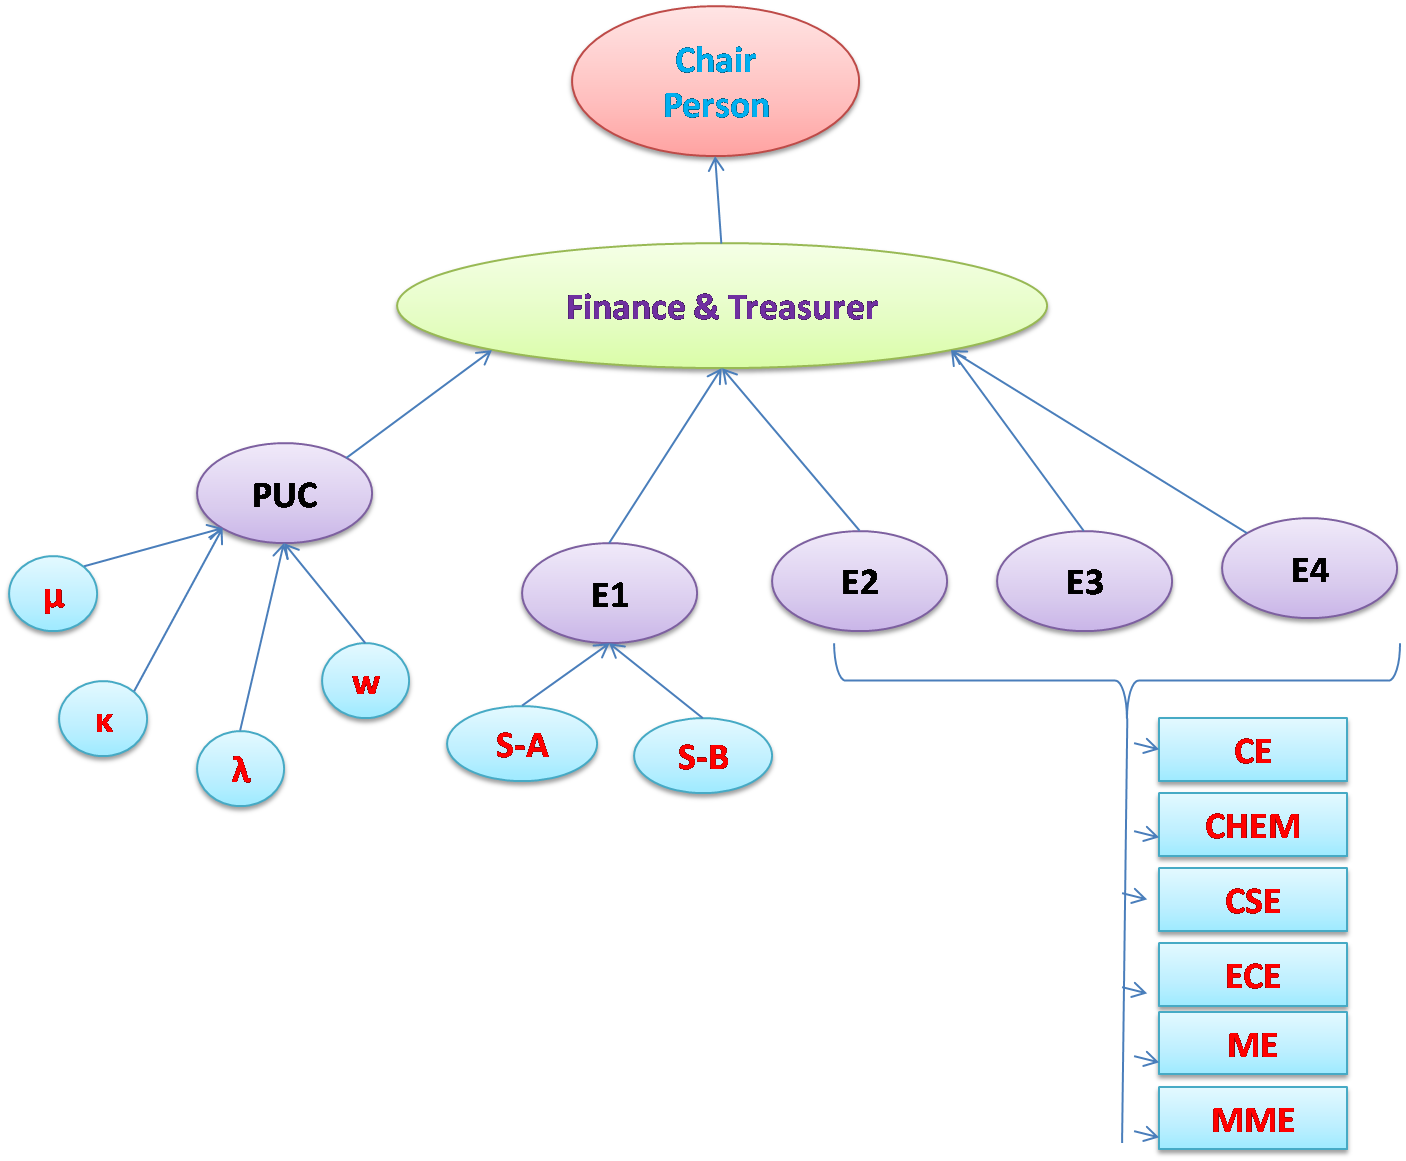 Chair
Person
Finance & Treasurer
PUC
E1
E2
E3
E4
μ
κ
λ
w
S-A
S-B
CE
CHEM
CSE
ECE
ME
MME